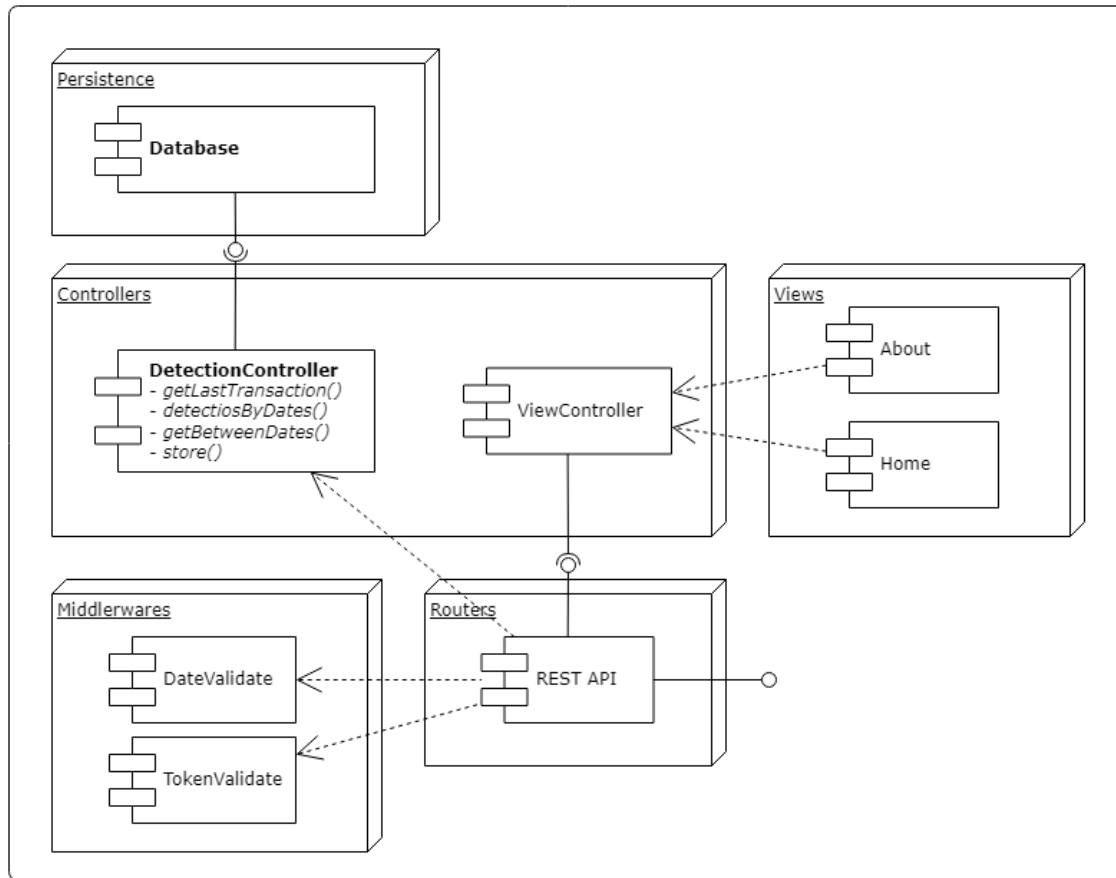 Persistence
Database
Controllers
DetectionController
- getLastTransaction()
- detectiosByDates()
- getBetweenDates()
- store()
ViewController
Views
About
Home
Middlerwares
DateValidate
TokenValidate
Routers
REST API